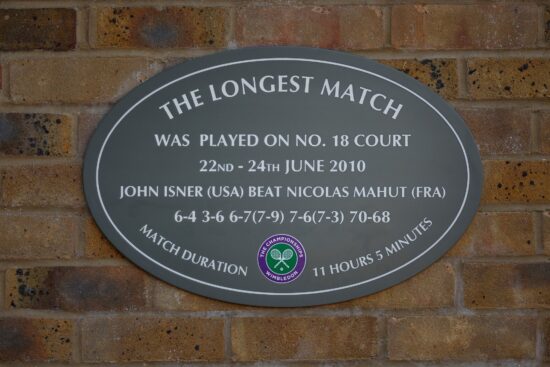 THE LONGEST MATCH
WAS PLAYED ON NO. 18 COURT
22ND - 24TH JUNE 2010
JOHN ISNER (USA) BEAT NICOLAS MAHUT (FRA)
6-4 3-6 6-7(7-9) 7-6(7-3) 70-68
MATCH DURATION 11 HOURS 5 MINUTES
THE CHAMPIONSHIPS
WIMBLEDON